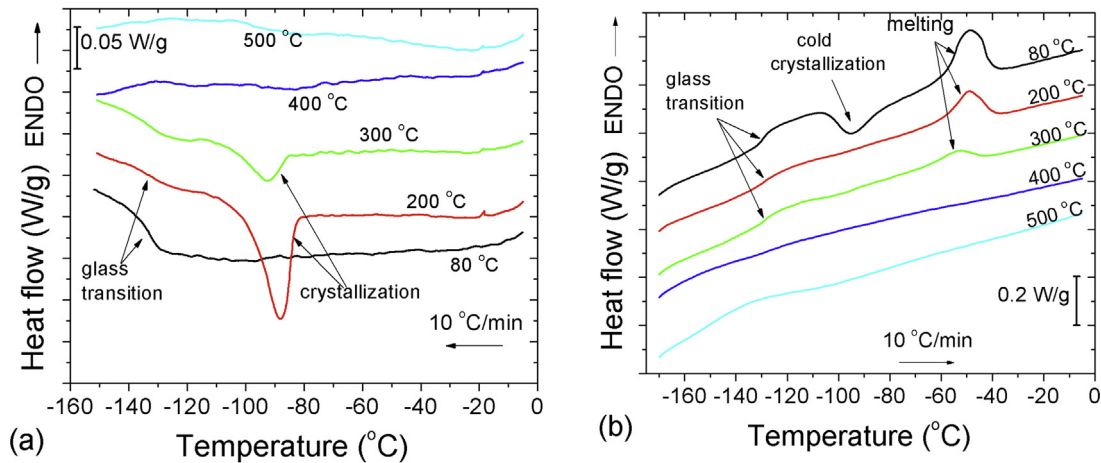 0.05 W/g
500 °C
400 °C
300 °C
200 °C
80 °C
glass
transition
crystallization
10 °C/min
Heat flow (W/g) ENDO
-160 -140 -120 -100 -80 -60 -40 -20 0
Temperature (°C)
(a)
melting
80 °C
cold
crystallization
200 °C
glass
transition
300 °C
400 °C
500 °C
0.2 W/g
10 °C/min
Heat flow (W/g) ENDO
-160 -140 -120 -100 -80 -60 -40 -20 0
Temperature (°C)
(b)